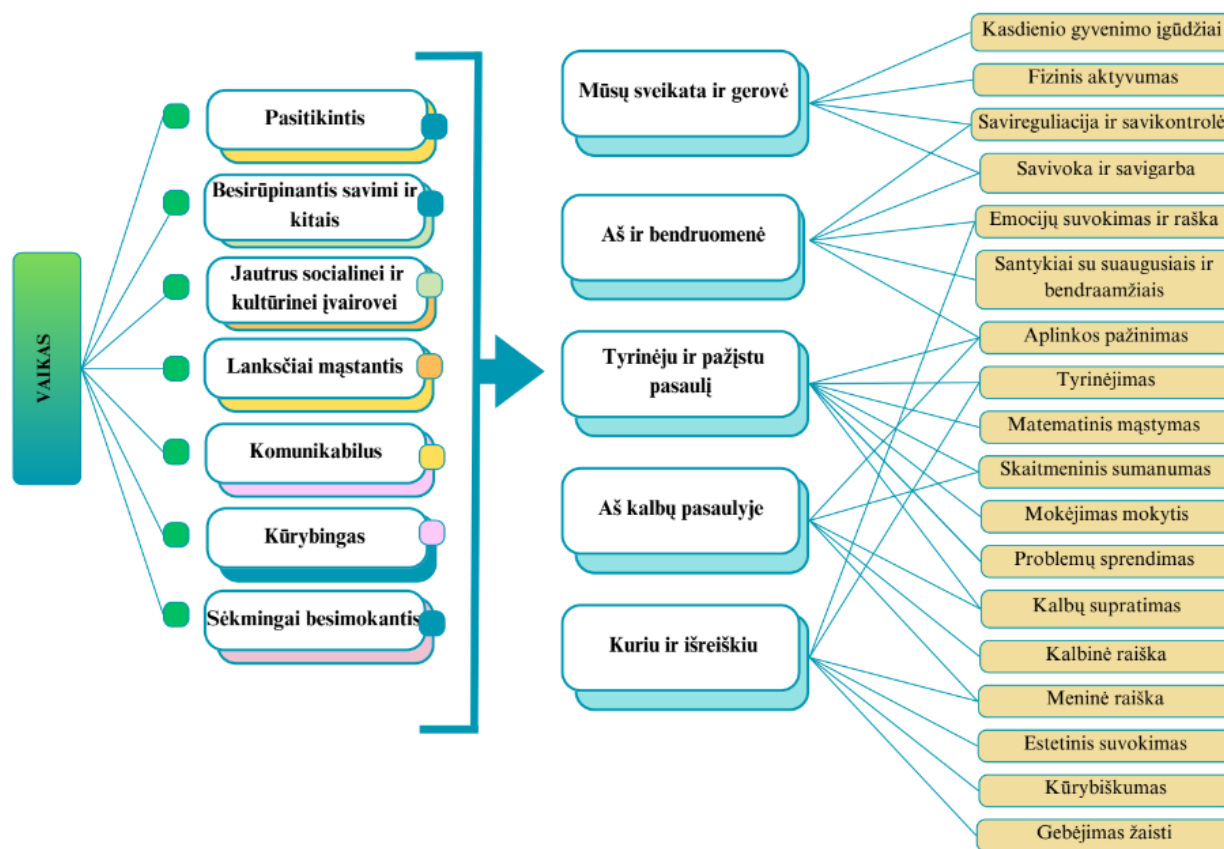 VAIKAS
Pasitikintis
Besirūpinantis savimi ir
kitais
Jautrus socialinei ir
kultūrinei įvairovei
Lanksčiai mąstantis
Komunikabilus
Kūrybingas
Sėkmingai besimokantis
Mūsų sveikata ir gerovė
Aš ir bendruomenė
Tyrinėju ir pažįstu
pasaulį
Aš kalbų pasaulyje
Kuriu ir išreiškiu
Kasdienio gyvenimo įgūdžiai
Fizinis aktyvumas
Savireguliacija ir savikontrolė
Savivoka ir savigarba
Emocijų suvokimas ir raiška
Santykiai su suaugusiais ir
bendraamžiais
Aplinkos pažinimas
Tyrinėjimas
Matematinis mąstymas
Skaitmeninis sumanumas
Mokėjimas mokytis
Problemų sprendimas
Kalbų supratimas
Kalbinė raiška
Meninė raiška
Estetinis suvokimas
Kūrybiškumas
Gebėjimas žaisti